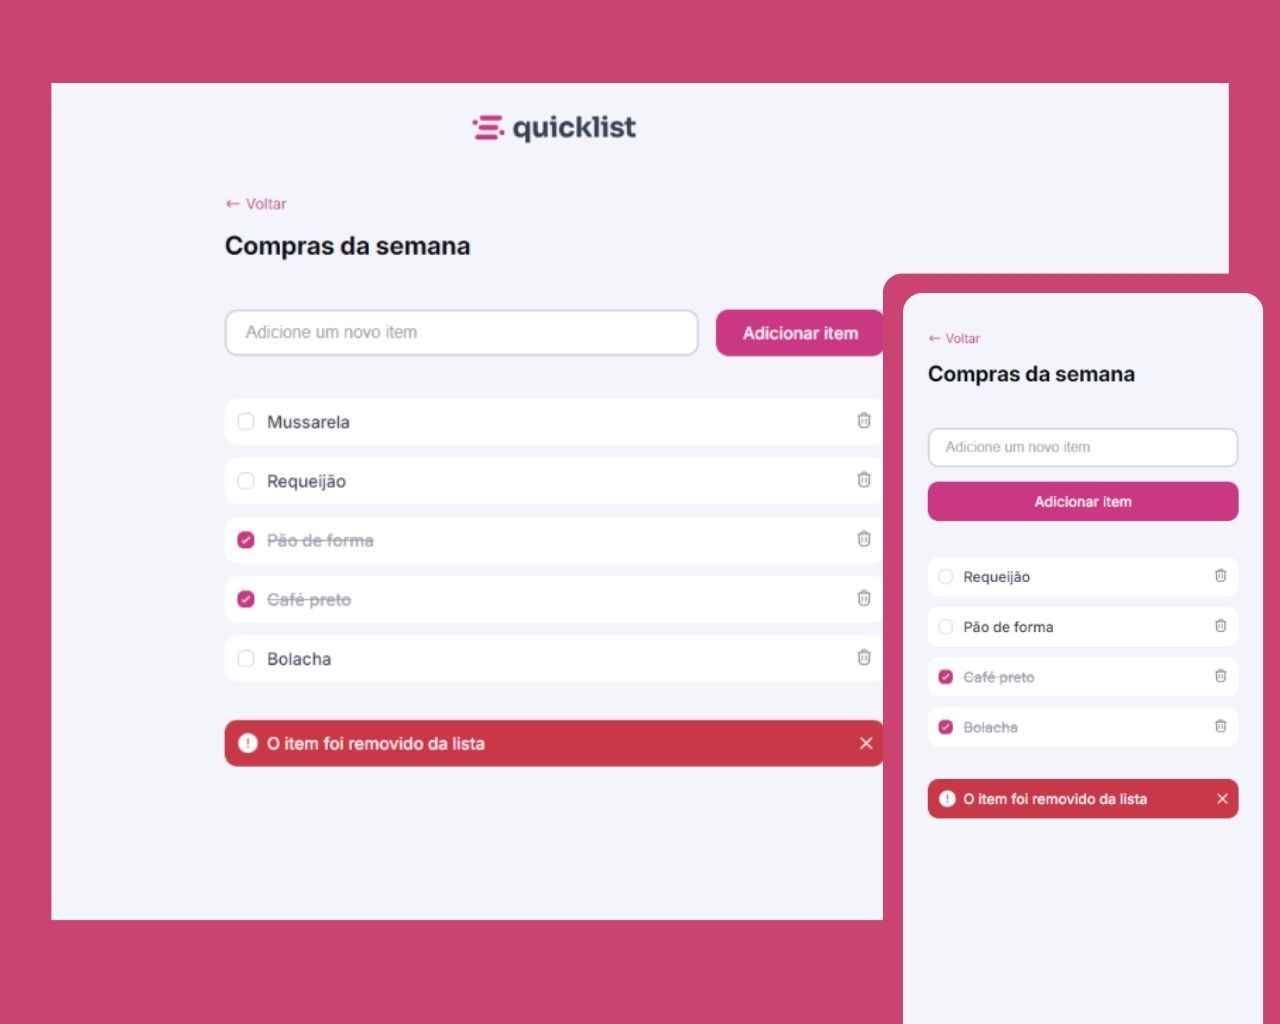 quicklist
← Voltar
Compras da semana
Adicione um novo item
Adicionar item
Mussarela
Requeijão
Pão de forma
Café preto
Bolacha
O item foi removido da lista
← Voltar
Compras da semana
Adicione um novo item
Adicionar item
Requeijão
Pão de forma
Café preto
Bolacha
O item foi removido da lista